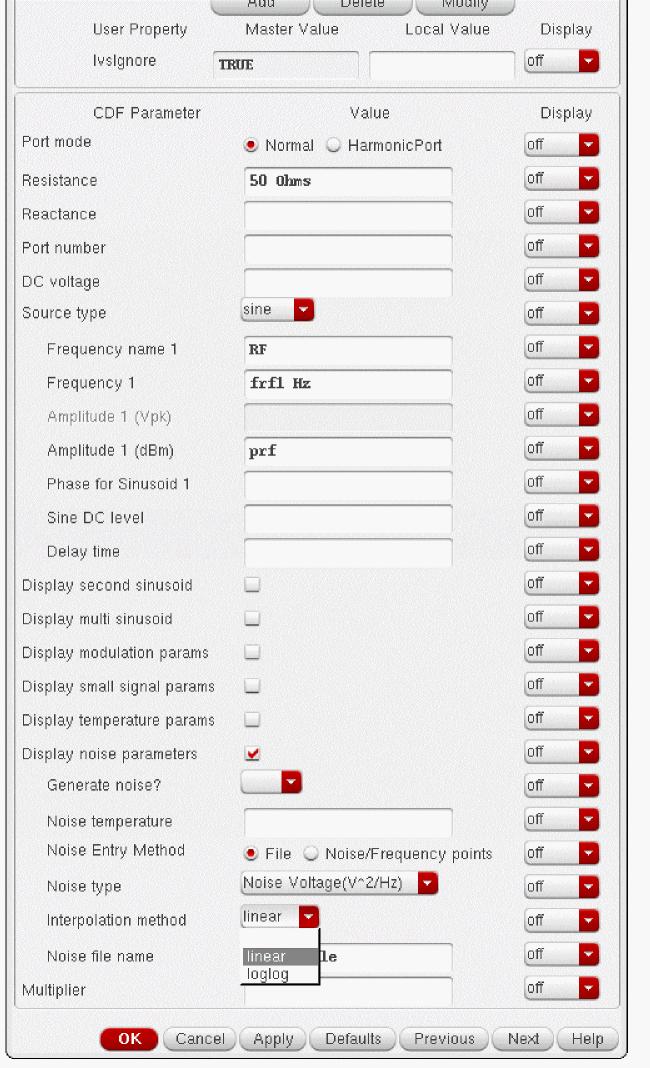 Add Delete Modify
User Property Master Value Local Value Display
lvsIgnore TRUE off
CDF Parameter Value Display
Port mode Normal HarmonicPort off
Resistance 50 Ohms off
Reactance off
Port number off
DC voltage off
Source type sine off
Frequency name 1 RF off
Frequency 1 frf1 Hz off
Amplitude 1 (Vpk) off
Amplitude 1 (dBm) prf off
Phase for Sinusoid 1 off
Sine DC level off
Delay time off
Display second sinusoid off
Display multi sinusoid off
Display modulation params off
Display small signal params off
Display temperature params off
Display noise parameters off
Generate noise? off
Noise temperature off
Noise Entry Method File Noise/Frequency points off
Noise type Noise Voltage(V^2/Hz) off
Interpolation method linear off
Noise file name linear le off
loglog
Multiplier off
OK Cancel Apply Defaults Previous Next Help